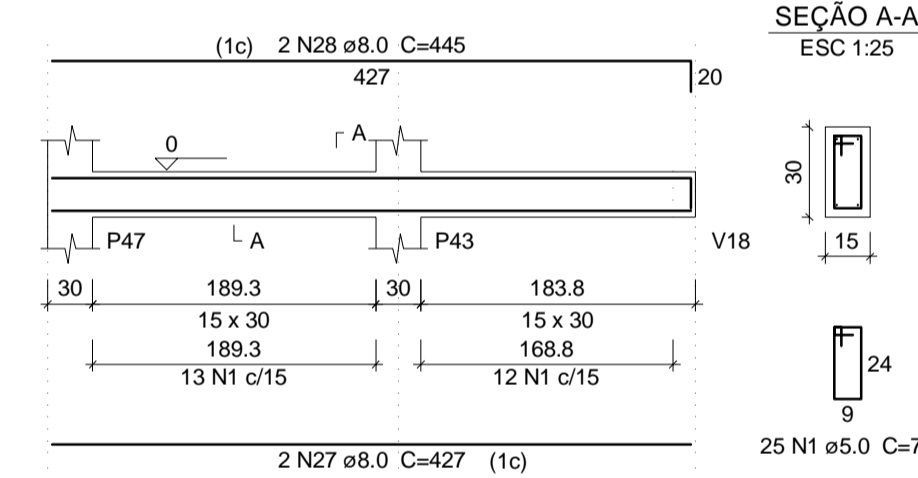 SEÇÃO A-A
ESC 1:25
(1c) 2 N28 ø8.0 C=445
427
20
0
A
A
P47
P43
V18
30
15
30
189.3
30
183.8
15 x 30
15 x 30
189.3
168.8
13 N1 c/15
12 N1 c/15
24
9
25 N1 ø5.0 C=7
2 N27 ø8.0 C=427 (1c)